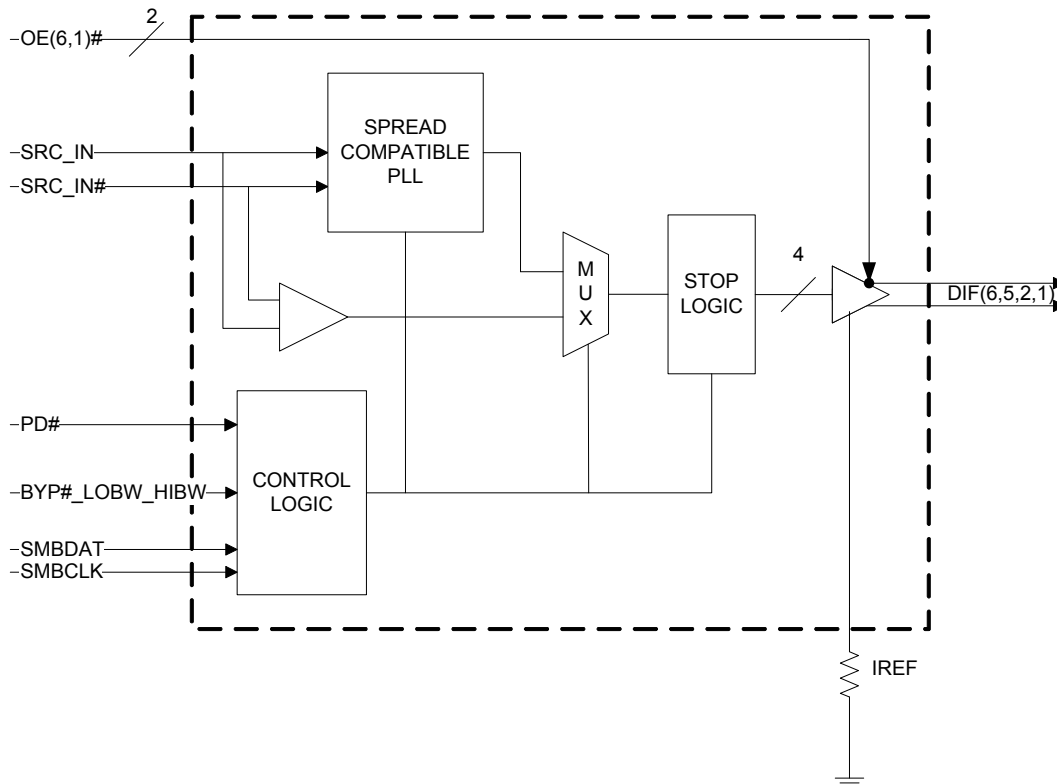 2
OE(6,1)#
SPREAD
COMPATIBLE
PLL
SRC_IN
SRC_IN#
M
U
X
STOP
LOGIC
4
DIF(6,5,2,1)
PD#
BYP#_LOBW_HIBW
SMBDAT
SMBCLK
CONTROL
LOGIC
IREF